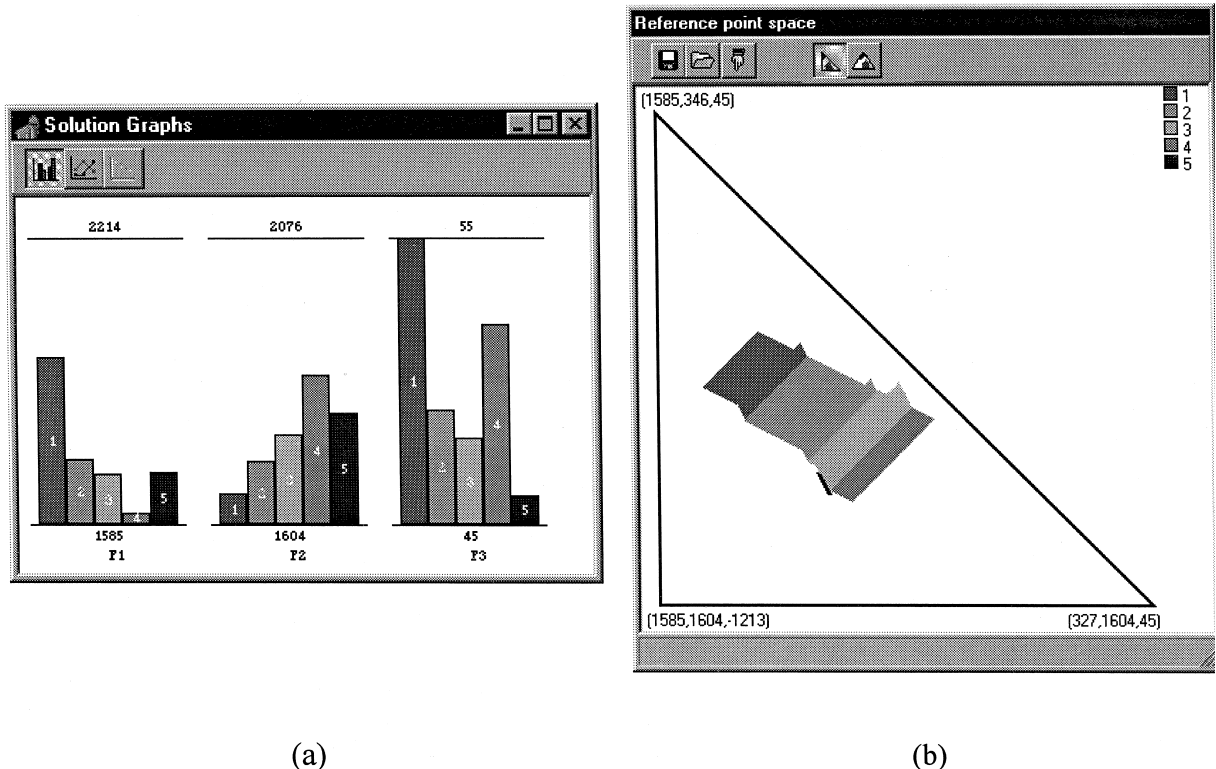 Solution Graphs
2214 2076 55
1 2 3 4 5
1 2 3 4 5
1 2 3 4 5
1585 1604 45
F1 F2 F3
(a)
Reference point space
(1585,346,45)
1
2
3
4
5
(1585,1604,-1213) (327,1604,45)
(b)